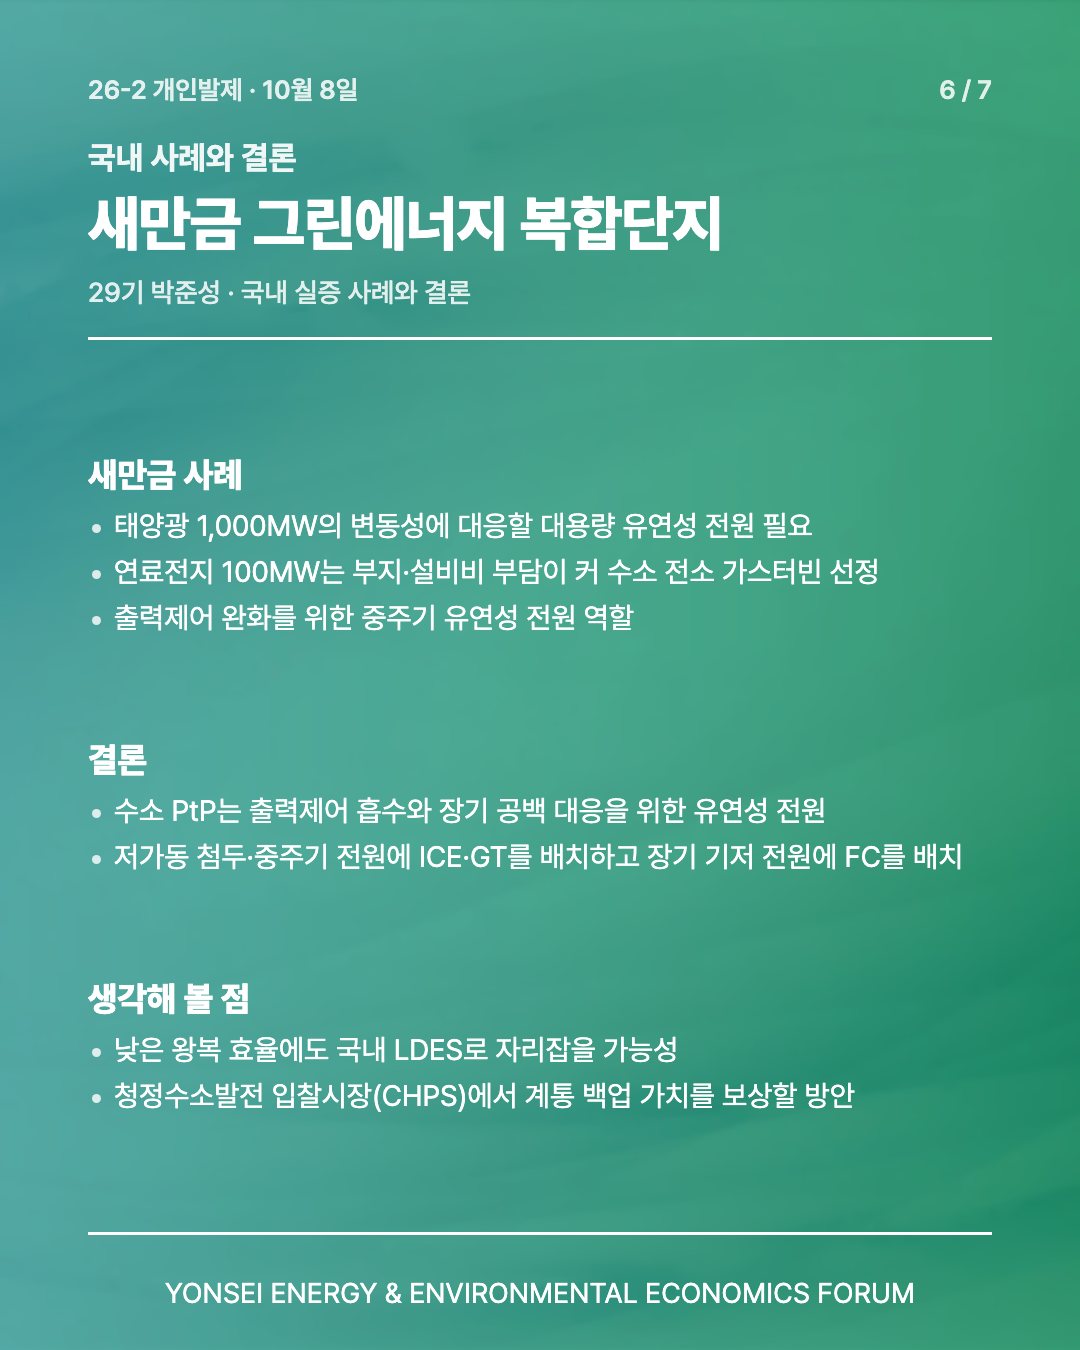 26-2 개인발제 · 10월 8일
6 / 7
국내 사례와 결론
새만금 그린에너지 복합단지
29기 박준성 · 국내 실증 사례와 결론
새만금 사례
• 태양광 1,000MW의 변동성에 대응할 대용량 유연성 전원 필요
• 연료전지 100MW는 부지·설비비 부담이 커 수소 전소 가스터빈 선정
• 출력제어 완화를 위한 중주기 유연성 전원 역할
결론
• 수소 PtP는 출력제어 흡수와 장기 공백 대응을 위한 유연성 전원
• 저가동 첨두·중주기 전원에 ICE·GT를 배치하고 장기 기저 전원에 FC를 배치
생각해 볼 점
• 낮은 왕복 효율에도 국내 LDES로 자리잡을 가능성
• 청정수소발전 입찰시장(CHPS)에서 계통 백업 가치를 보상할 방안
YONSEI ENERGY & ENVIRONMENTAL ECONOMICS FORUM